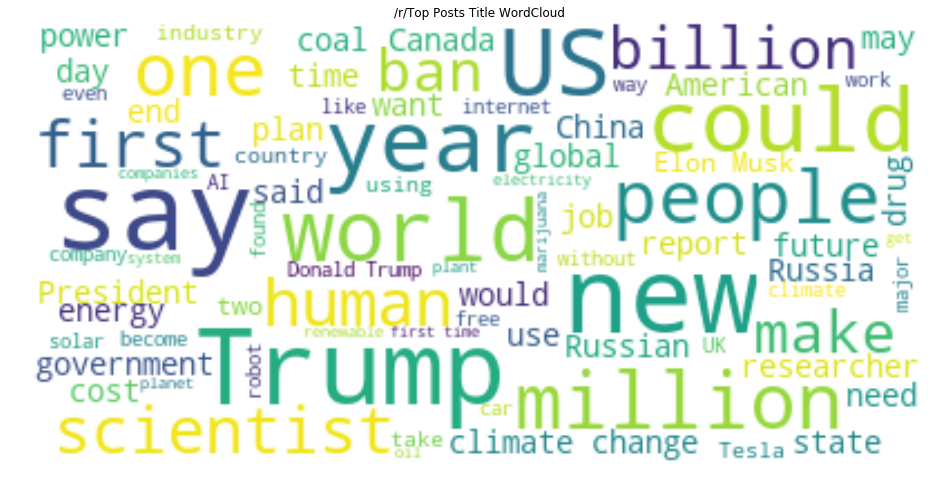 /r/Top Posts Title WordCloud
power industry coal Canada US billion may
day one time ban way American work
even end like want internet could
first plan year China
country global Elon Musk drug
companies AI said using electricity people
say found world marijuana job report future get
company system without
Donald Trump plant Russia major
President human would new climate
energy two free make
solar become renewable first time use Russian UK
government robot Trump researcher
cost planet million need
scientist car
take climate change Tesla state
oil